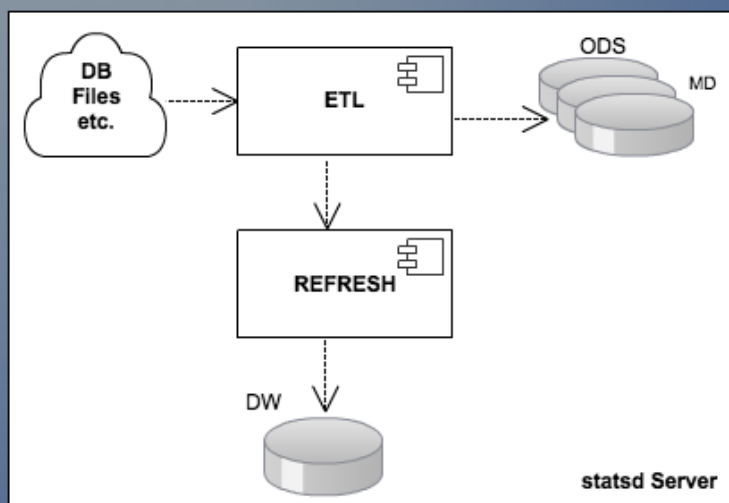 DB
Files
etc.
ETL
ODS
MD
REFRESH
DW
statsd Server